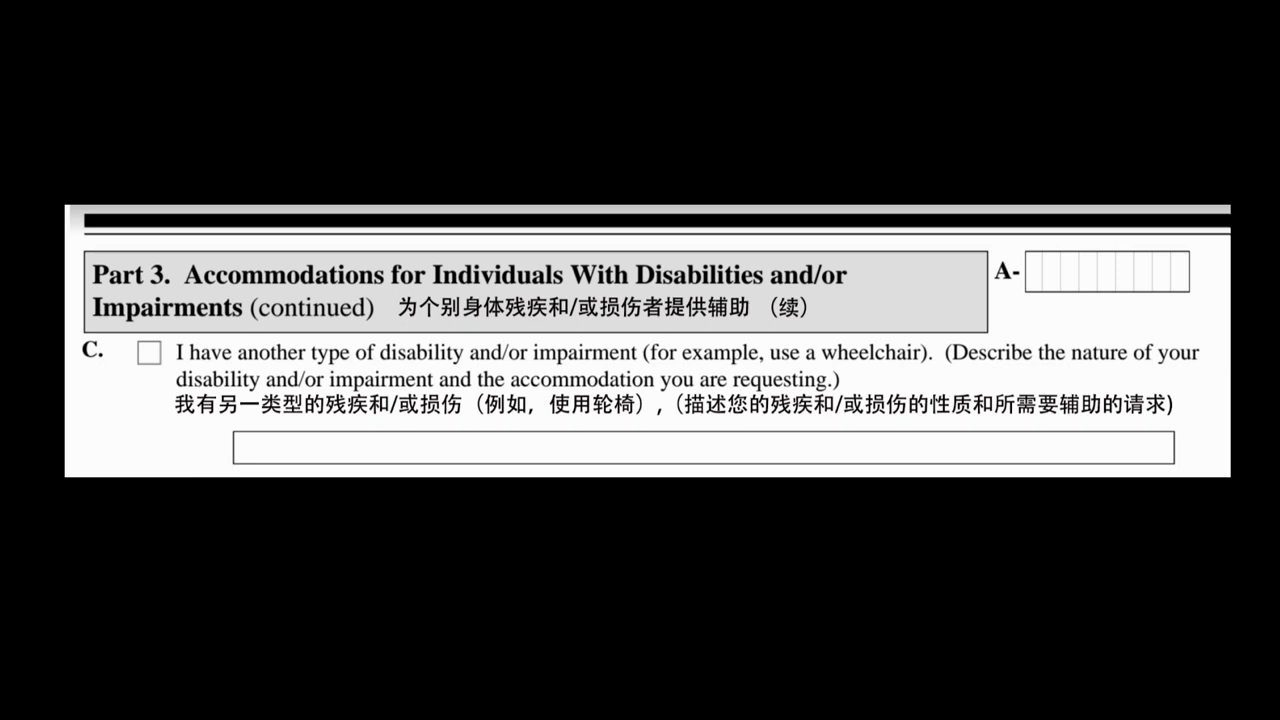 Part 3. Accommodations for Individuals With Disabilities and/or
A-
Impairments (continued) 为个别身体残疾和/或损伤者提供辅助 （续）
C. I have another type of disability and/or impairment (for example, use a wheelchair). (Describe the nature of your
disability and/or impairment and the accommodation you are requesting.)
我有另一类型的残疾和/或损伤（例如，使用轮椅）,（描述您的残疾和/或损伤的性质和所需要辅助的请求)